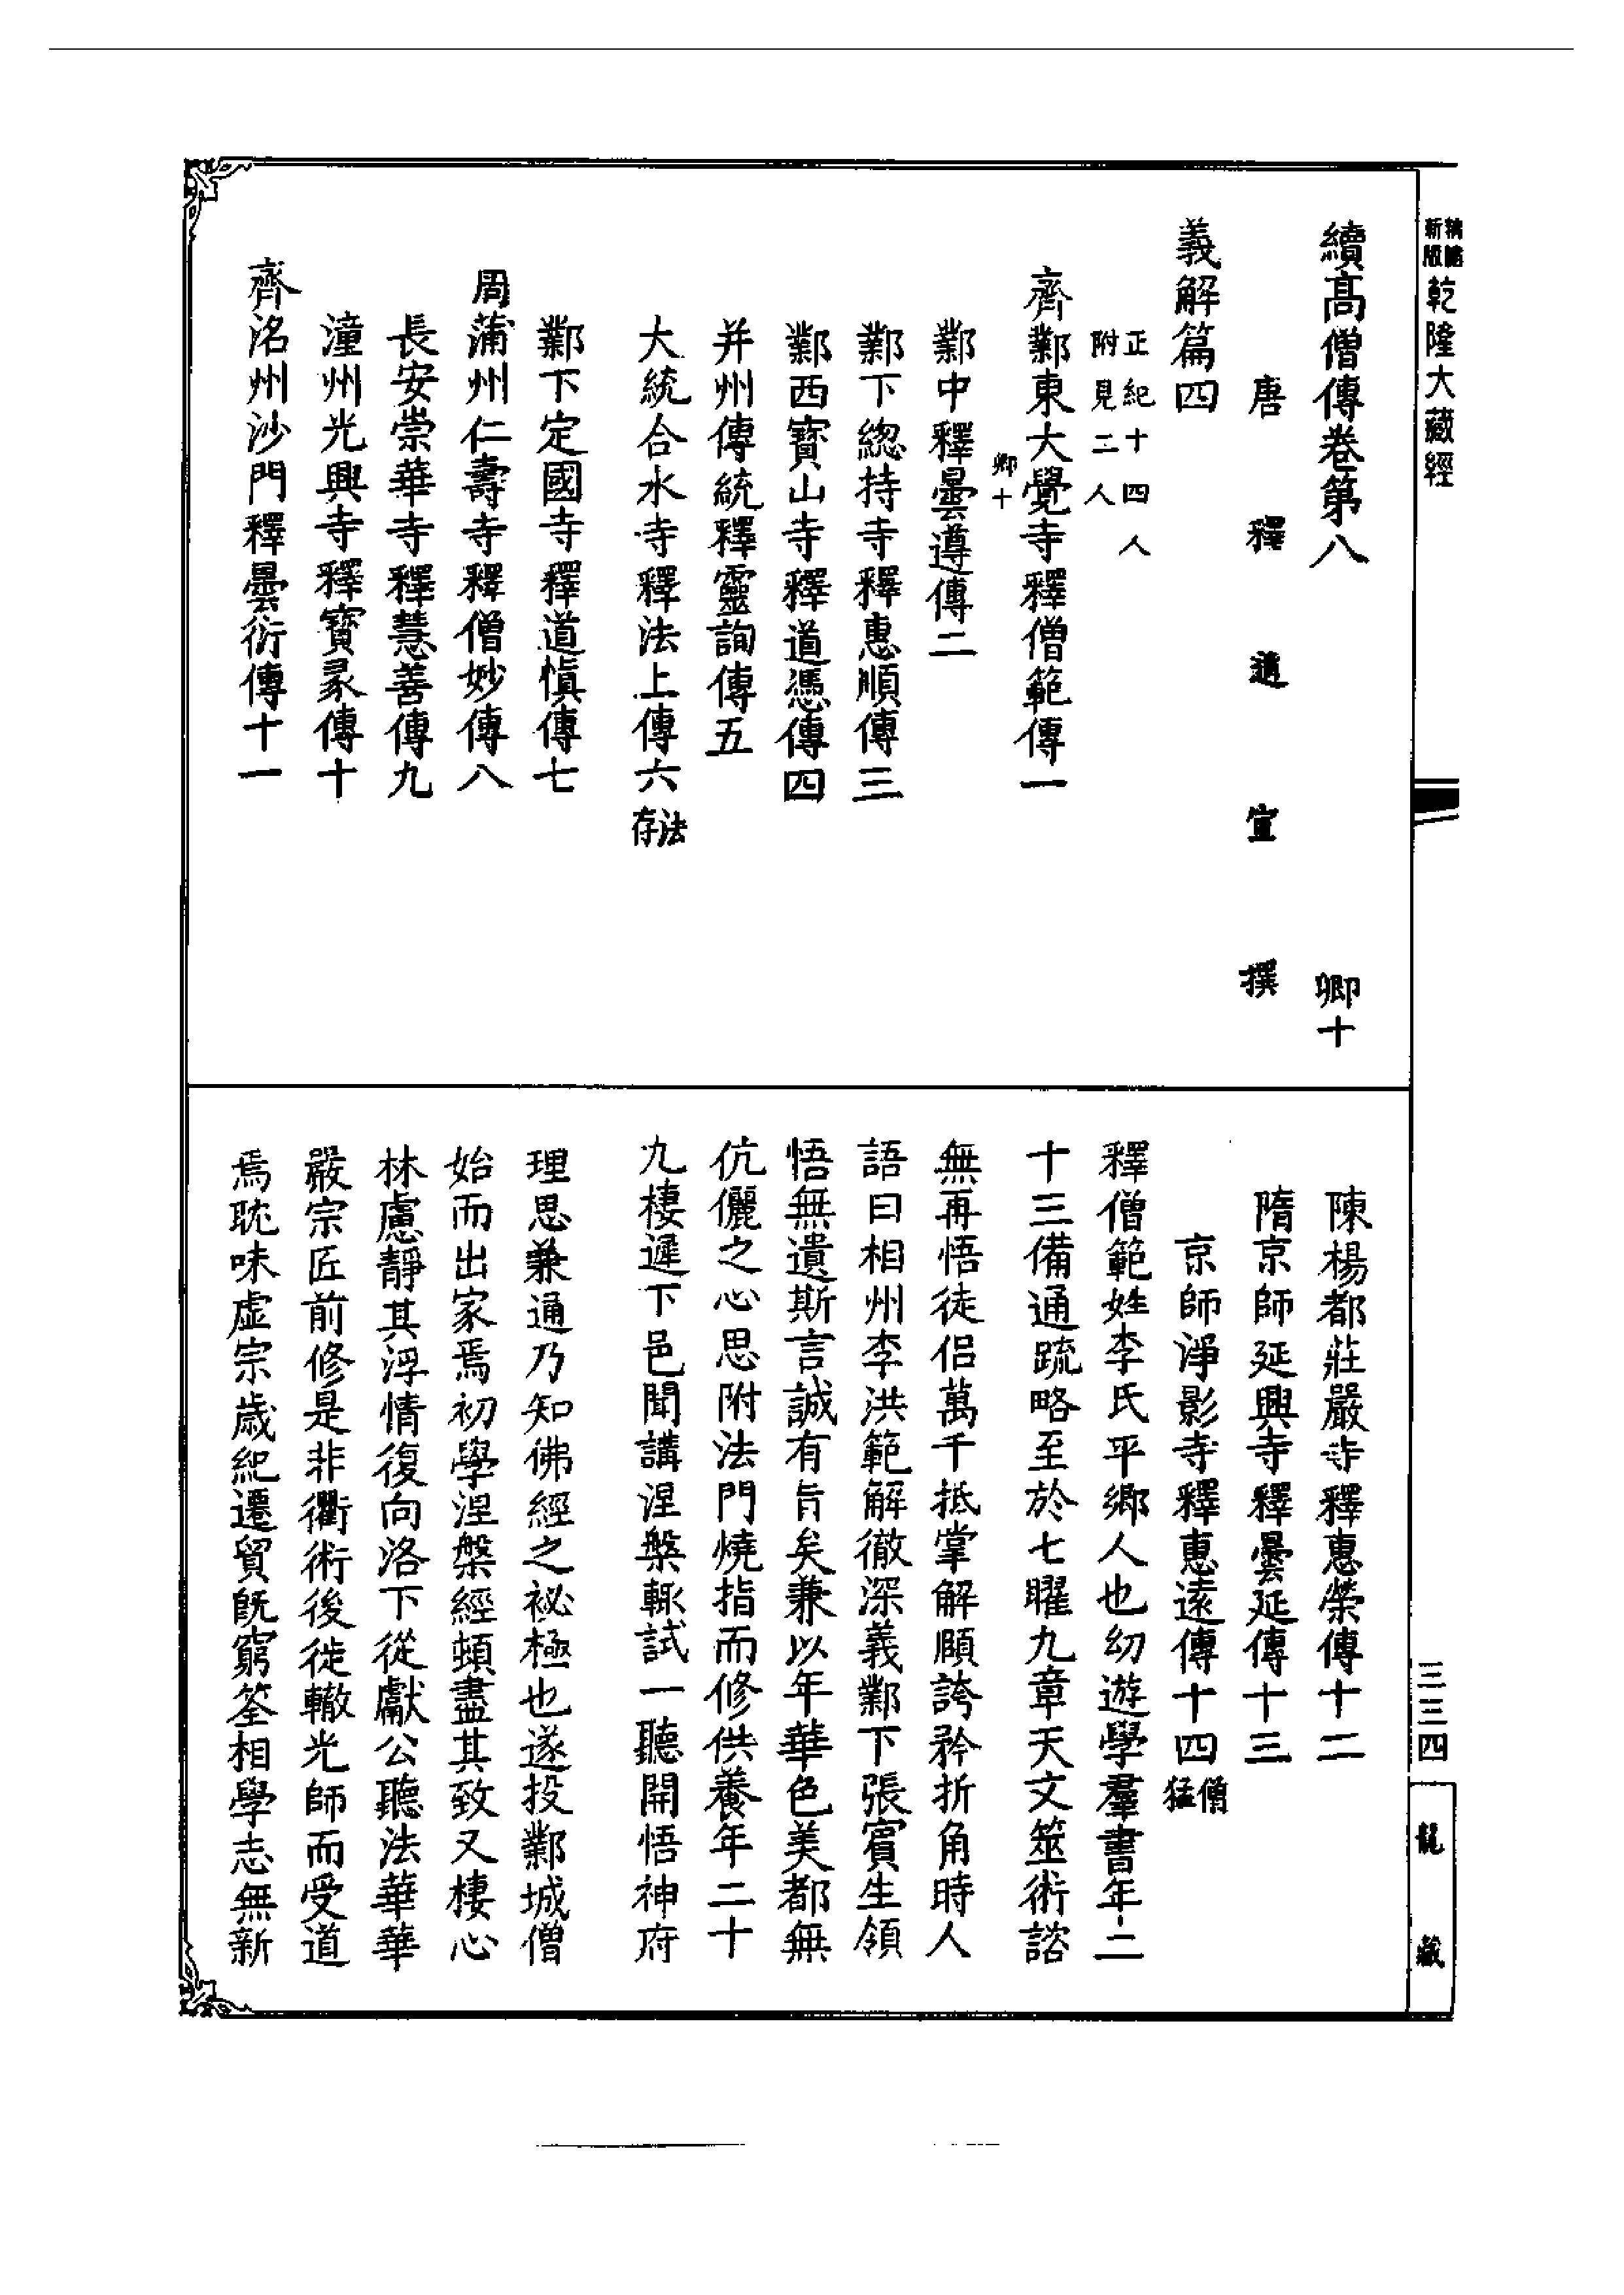 新版精縮乾隆大藏經
續高僧傳卷第八 卿十
唐釋道宣撰
義解篇四
正紀十四人
附見二人
齊鄴東大覺寺釋僧範傳一
卿十
鄴中釋曇遵傳二
鄴下緫持寺釋惠順傳三
鄴西寶山寺釋道憑傳四
并州傳統釋靈詢傳五
大統合水寺釋法上傳六法存
鄴下定國寺釋道慎傳七
周蒲州仁壽寺釋僧妙傳八
長安崇華寺釋慧善傳九
潼州光興寺釋寶彖傳十
齊洺州沙門釋曇衍傳十一
陳楊都莊嚴寺釋惠榮傳十二
隋京師延興寺釋曇延傳十三
京師淨影寺釋惠遠傳十四僧猛
釋僧範姓李氏平鄉人也幼遊學羣書年二
十三備通疏略至於七曜九章天文筮術諮
無再悟徒侶萬千抵掌解頤誇矜折角時人
語曰相州李洪範解徹深義鄴下張賓生領
悟無遺斯言誠有旨矣兼以年華色美都無
伉儷之心思附法門燒指而修供養年二十
九棲遲下邑聞講涅槃輒試一聽開悟神府
理思兼通乃知佛經之祕極也遂投鄴城僧
始而出家焉初學涅槃經頓盡其致又棲心
林慮靜其浮情復向洛下從獻公聽法華華
嚴宗匠前修是非衢術後徙轍光師而受道
焉耽味虛宗歲紀遷貿旣窮筌相學志無新
三三四
龍藏